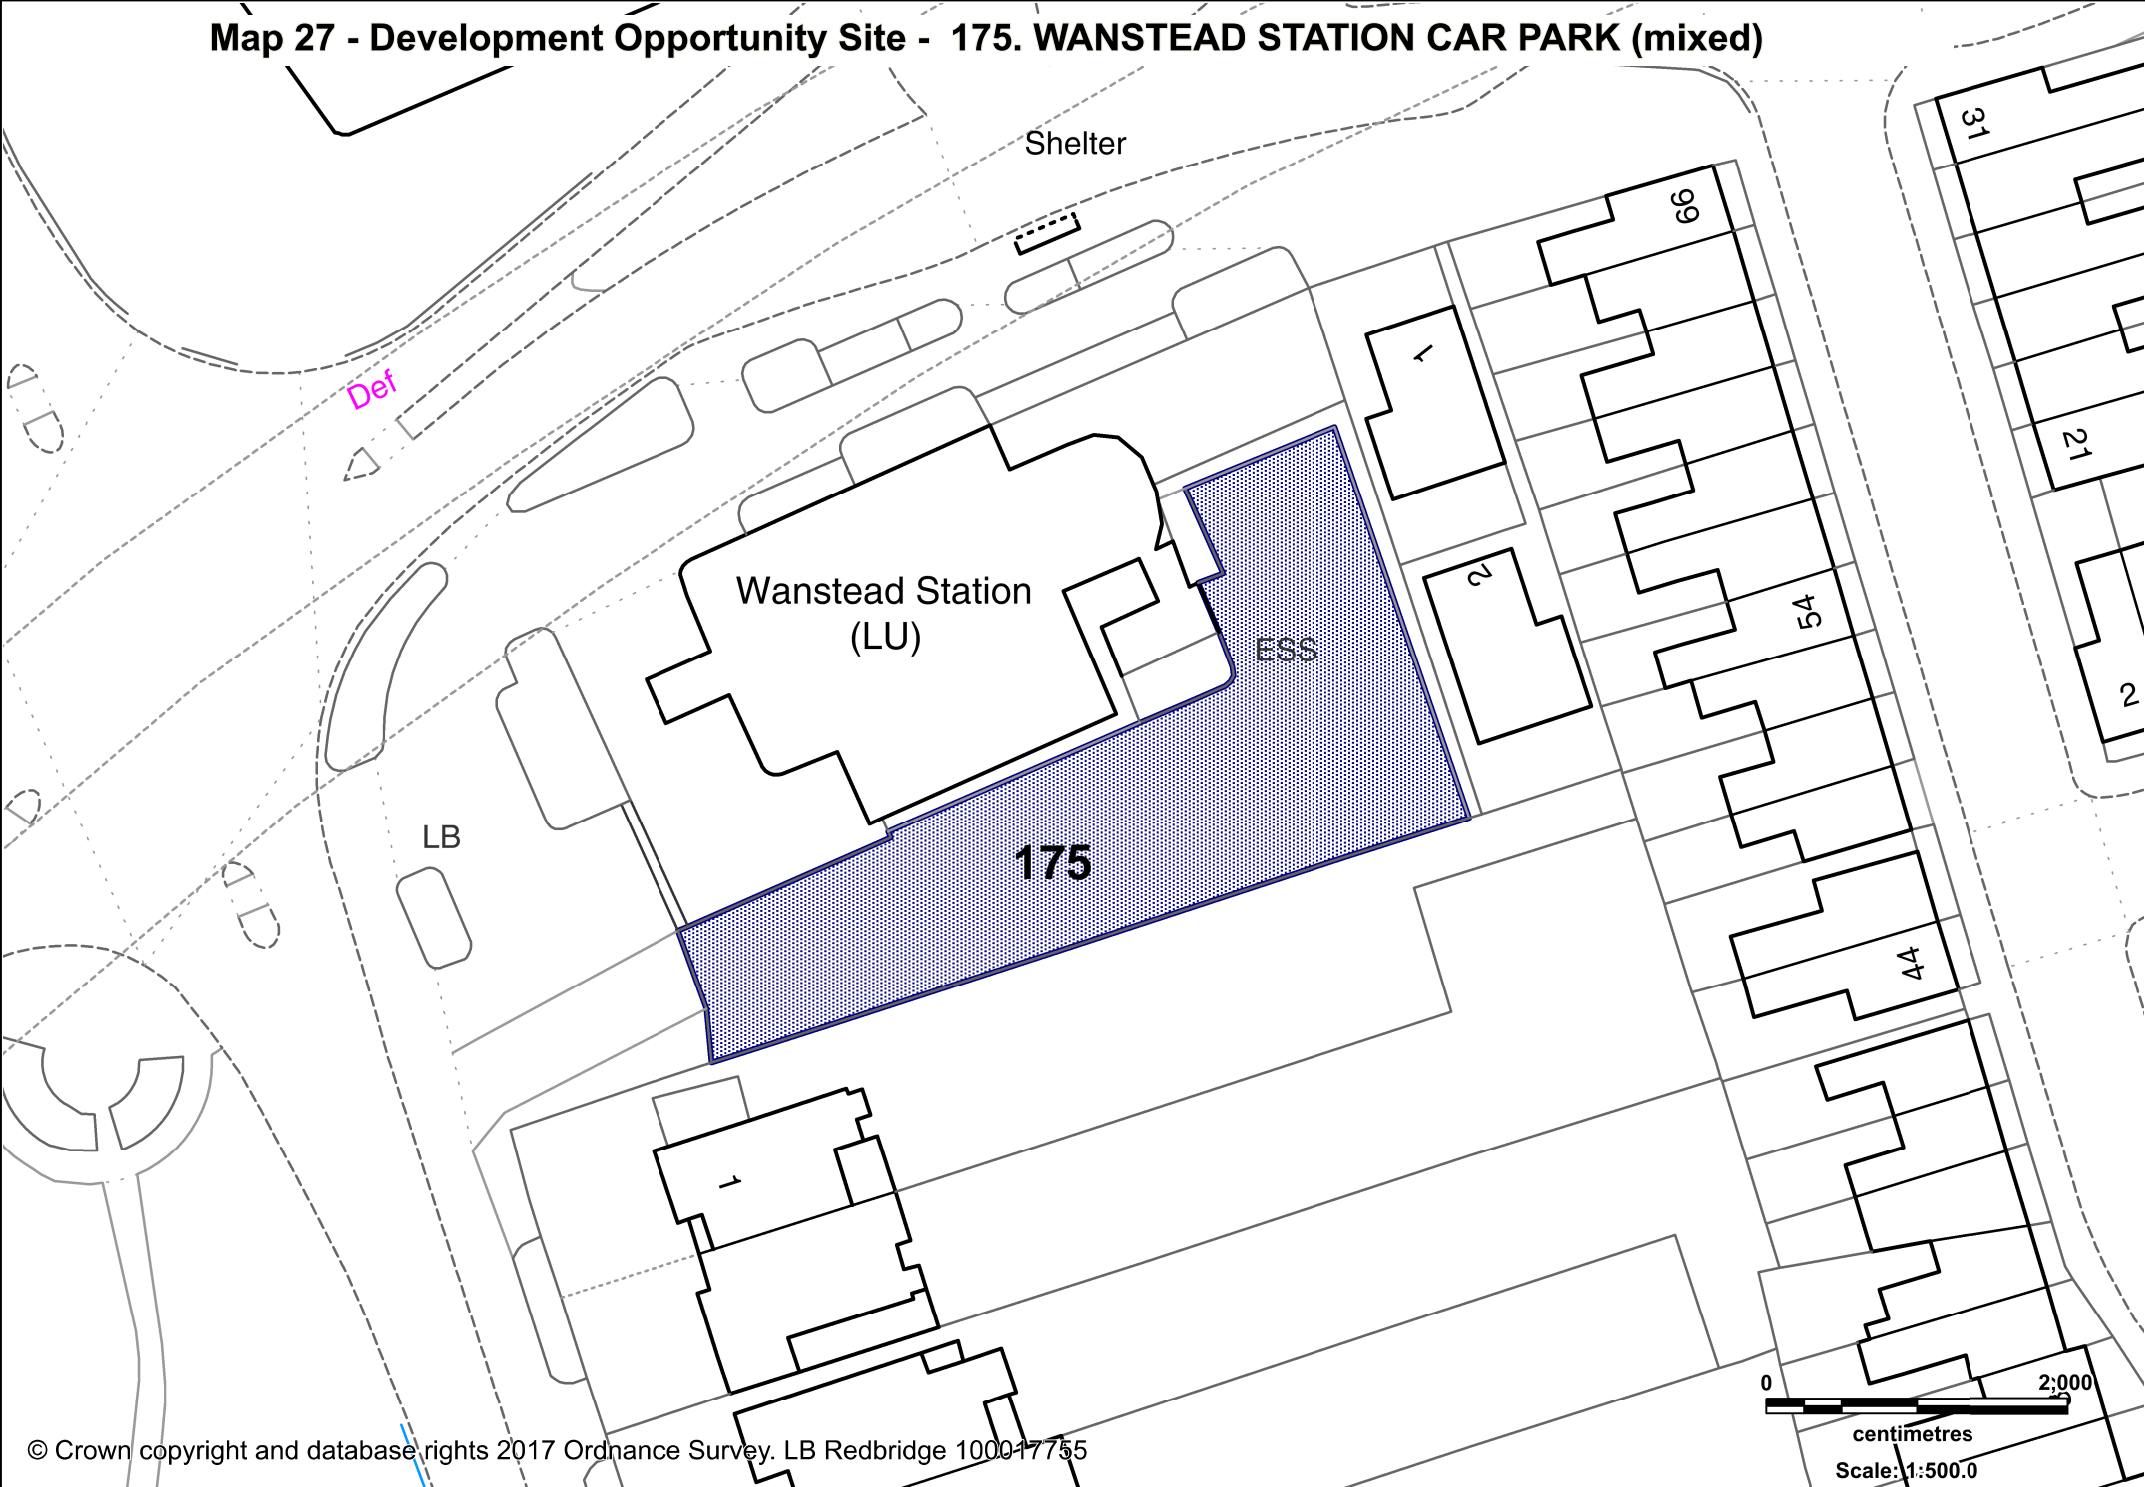 Map 27 - Development Opportunity Site - 175. WANSTEAD STATION CAR PARK (mixed)
Shelter
31
66
Def
1
21
Wanstead Station
(LU)
2
54
ESS
2
LB
175
44
1
0
2,000
centimetres
Scale: 1:500.0
© Crown copyright and database rights 2017 Ordnance Survey. LB Redbridge 100017755